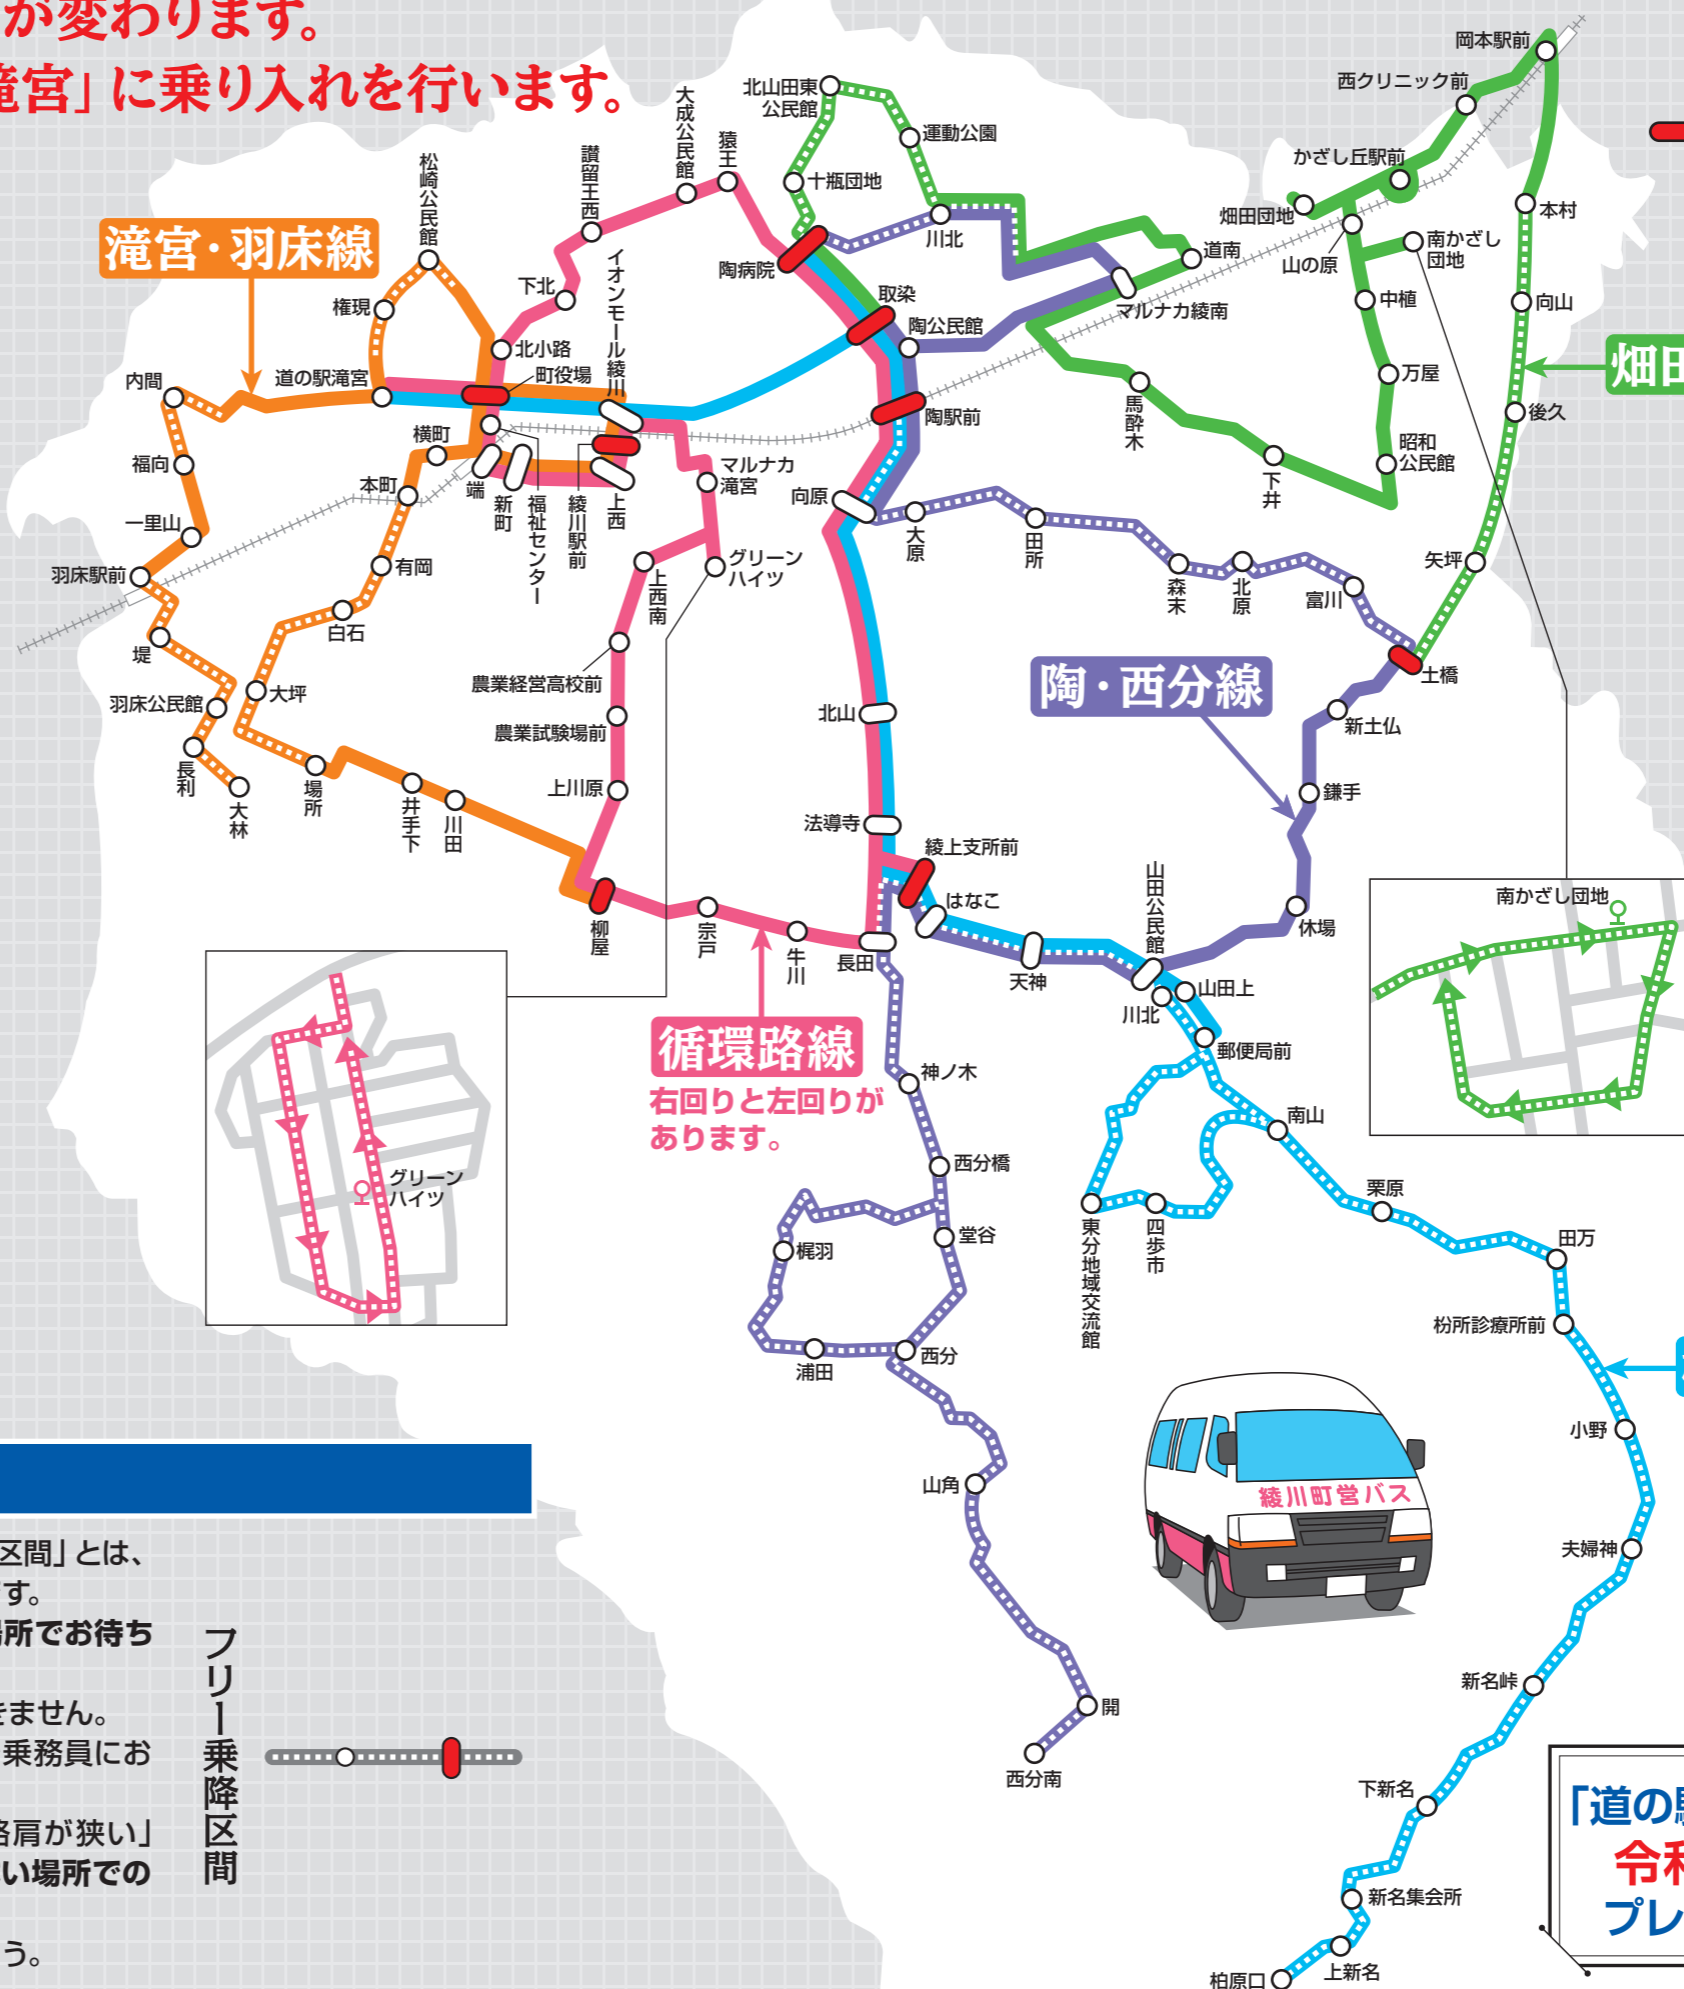 が変わります。
滝宮」に乗り入れを行います。
滝宮・羽床線
松崎公民館
権現
内間
道の駅滝宮
福向
一里山
羽床駅前
堤
羽床公民館
長利
大林
横町
本町
有岡
白石
大坪
場所
井手下
川田
讃留王西
大成公民館
猿王
下北
北小路
町役場
イオンモール綾川
端
新町
福祉センター
綾川駅前
上西
マルナカ
滝宮
グリーン
ハイツ
上西南
農業経営高校前
農業試験場前
上川原
柳屋
宗戸
牛川
長田
循環路線
右回りと左回りが
あります。
北山田東
公民館
運動公園
十瓶団地
陶病院
川北
取染
陶公民館
陶駅前
マルナカ綾南
道南
馬酔木
下井
向原
大原
田所
森末
北原
富川
土橋
陶・西分線
新土仏
鎌手
休場
北山
法導寺
綾上支所前
はなこ
天神
山田公民館
川北
山田上
郵便局前
岡本駅前
西クリニック前
かざし丘駅前
畑田団地
山の原
南かざし
団地
本村
中植
向山
万屋
畑田
後久
昭和
公民館
矢坪
南かざし団地
グリーン
ハイツ
神ノ木
西分橋
堂谷
梶羽
浦田
西分
山角
開
西分南
南山
東分地域交流館
四歩市
栗原
田万
枌所診療所前
小野
夫婦神
新名峠
下新名
新名集会所
上新名
柏原口
綾川町営バス
区間」とは、
す。
場所でお待ち
きません。
乗務員にお
路肩が狭い」
い場所での
う。
フリー乗降区間
「道の駅
令和
プレ